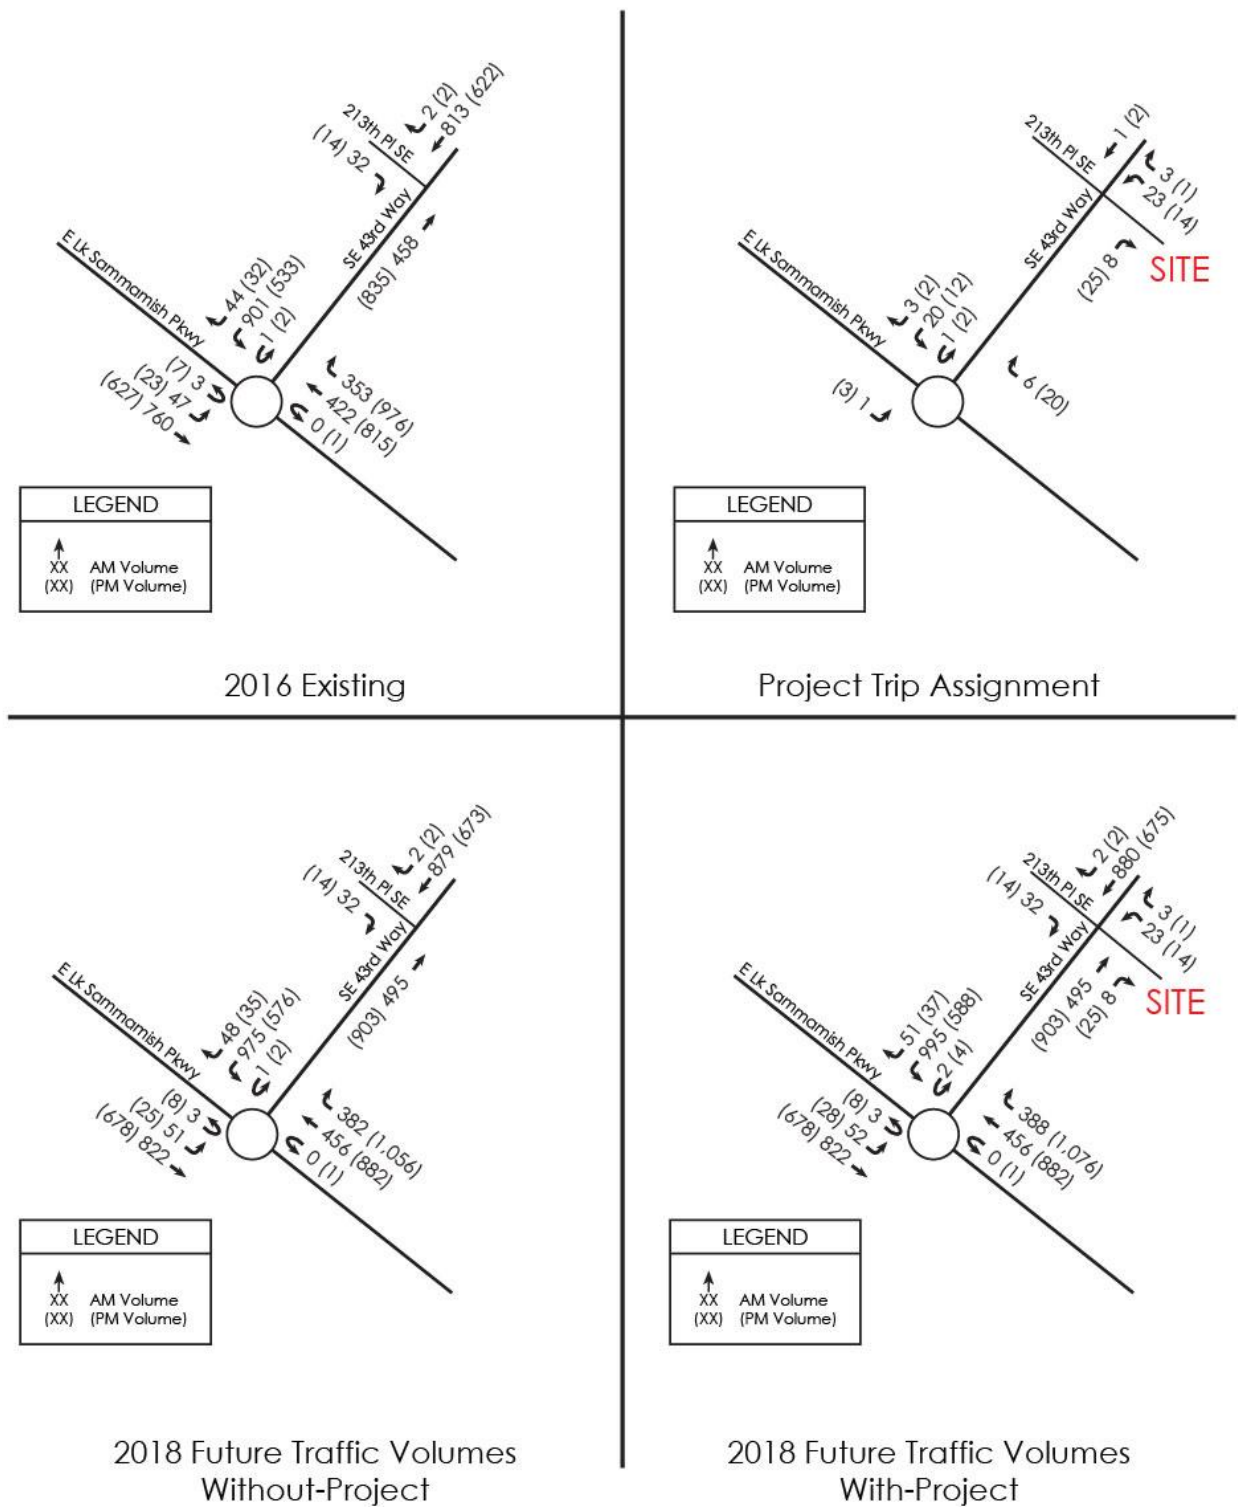 2 (2)
813 (622)
213th Pl SE
(14) 32
SE 43rd Way
(835) 458
E Lk Sammamish Pkwy
44 (32)
901 (533)
1 (2)
(7) 3
(23) 47
(627) 760
353 (976)
422 (815)
0 (1)
LEGEND
XX AM Volume
(XX) (PM Volume)
2016 Existing
1 (2)
213th Pl SE
3 (1)
23 (14)
SE 43rd Way
(25) 8
SITE
E Lk Sammamish Pkwy
3 (2)
20 (12)
1 (2)
(3) 1
6 (20)
LEGEND
XX AM Volume
(XX) (PM Volume)
Project Trip Assignment
2 (2)
879 (673)
213th Pl SE
(14) 32
SE 43rd Way
(903) 495
E Lk Sammamish Pkwy
48 (35)
975 (576)
1 (2)
(8) 3
(25) 51
(678) 822
382 (1,056)
456 (882)
0 (1)
LEGEND
XX AM Volume
(XX) (PM Volume)
2018 Future Traffic Volumes
Without-Project
2 (2)
880 (675)
213th Pl SE
(14) 32
3 (1)
23 (14)
SE 43rd Way
(903) 495
(25) 8
SITE
E Lk Sammamish Pkwy
51 (37)
995 (588)
2 (4)
(8) 3
(28) 52
(678) 822
388 (1,076)
456 (882)
0 (1)
LEGEND
XX AM Volume
(XX) (PM Volume)
2018 Future Traffic Volumes
With-Project